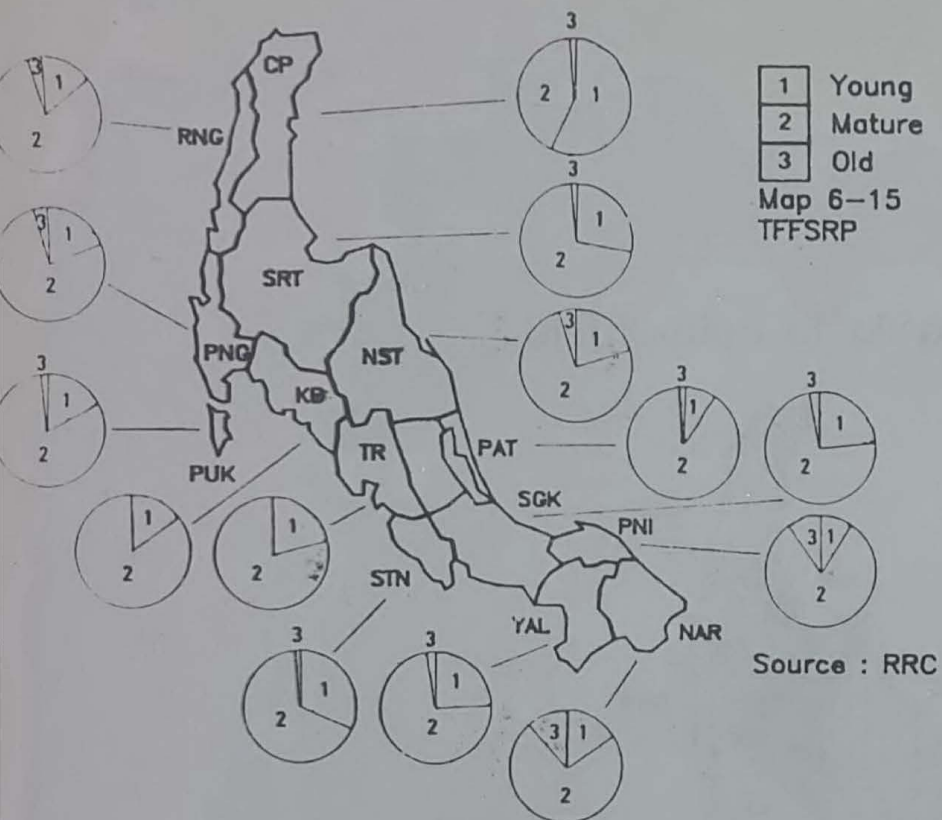 3
CP
3 1
2 1
1 Young
RNG
2
2 Mature
3 Old
3
Map 6-15
TFFSRP
3 1
1
2
SRT
2
3 1
PNG
NST
3
3
3
KB
2
1
1
1
TR
PAT
2
2
2
PUK
SGK
1
1
PNI
3 1
2
2
STN
2
YAL
NAR
3
3
Source : RRC
1
1
2
2
3 1
2